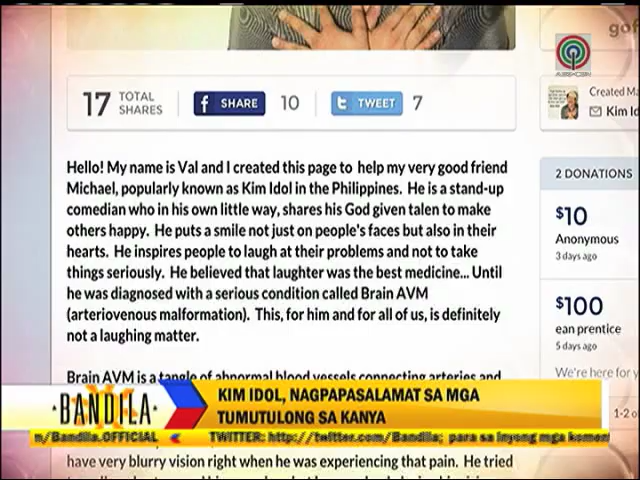 gof
ABS-CBN
17 TOTAL SHARES
f SHARE 10
t TWEET 7
Created Ma
Kim Id
Hello! My name is Val and I created this page to help my very good friend
Michael, popularly known as Kim Idol in the Philippines. He is a stand-up
comedian who in his own little way, shares his God given talen to make
others happy. He puts a smile not just on people's faces but also in their
hearts. He inspires people to laugh at their problems and not to take
things seriously. He believed that laughter was the best medicine... Until
he was diagnosed with a serious condition called Brain AVM
(arteriovenous malformation). This, for him and for all of us, is definitely
not a laughing matter.
Brain AVM is a tangle of abnormal blood vessels connecting arteries and
2 DONATIONS
$10
Anonymous
3 days ago
$100
ean prentice
5 days ago
We're here for y
1-2 o
BANDILA
KIM IDOL, NAGPAPASALAMAT SA MGA
TUMUTULONG SA KANYA
m/Bandila.OFFICIAL TWITTER: http://twitter.com/Bandila; para sa inyong mga komen
have very blurry vision right when he was experiencing that pain. He tried